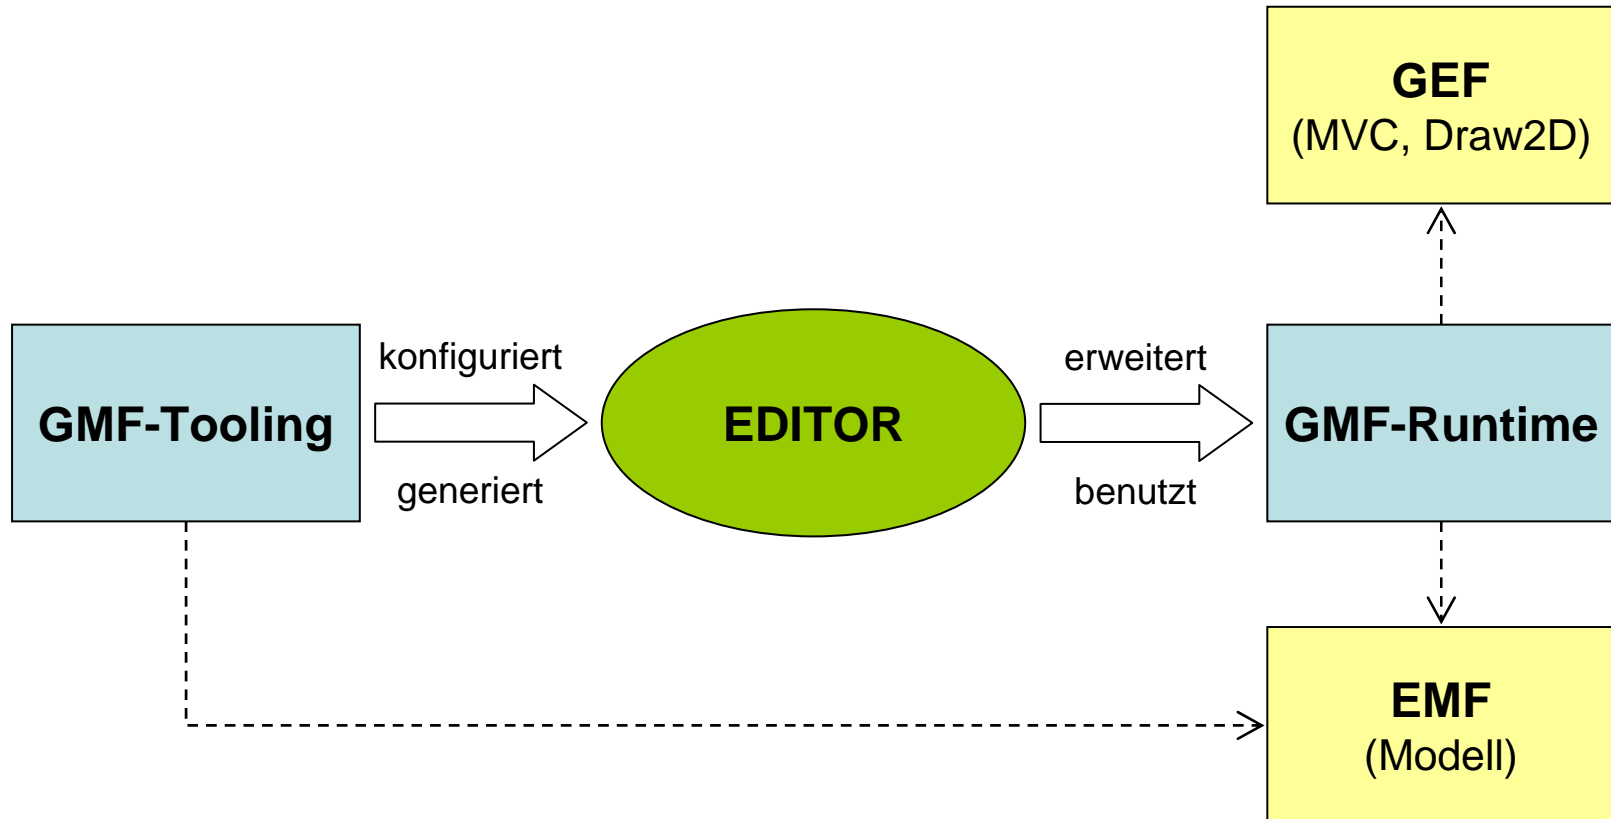 GEF
(MVC, Draw2D)
konfiguriert
erweitert
GMF-Tooling
EDITOR
GMF-Runtime
generiert
benutzt
EMF
(Modell)